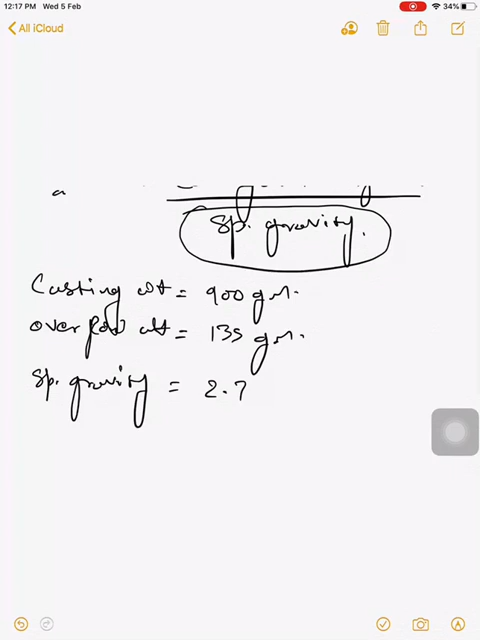 12:17 PM Wed 5 Feb
34%
All iCloud
Sp. gravity.
Casting wt = 900 gm.
over wt = 135 gm.
Sp. gravity = 2.7